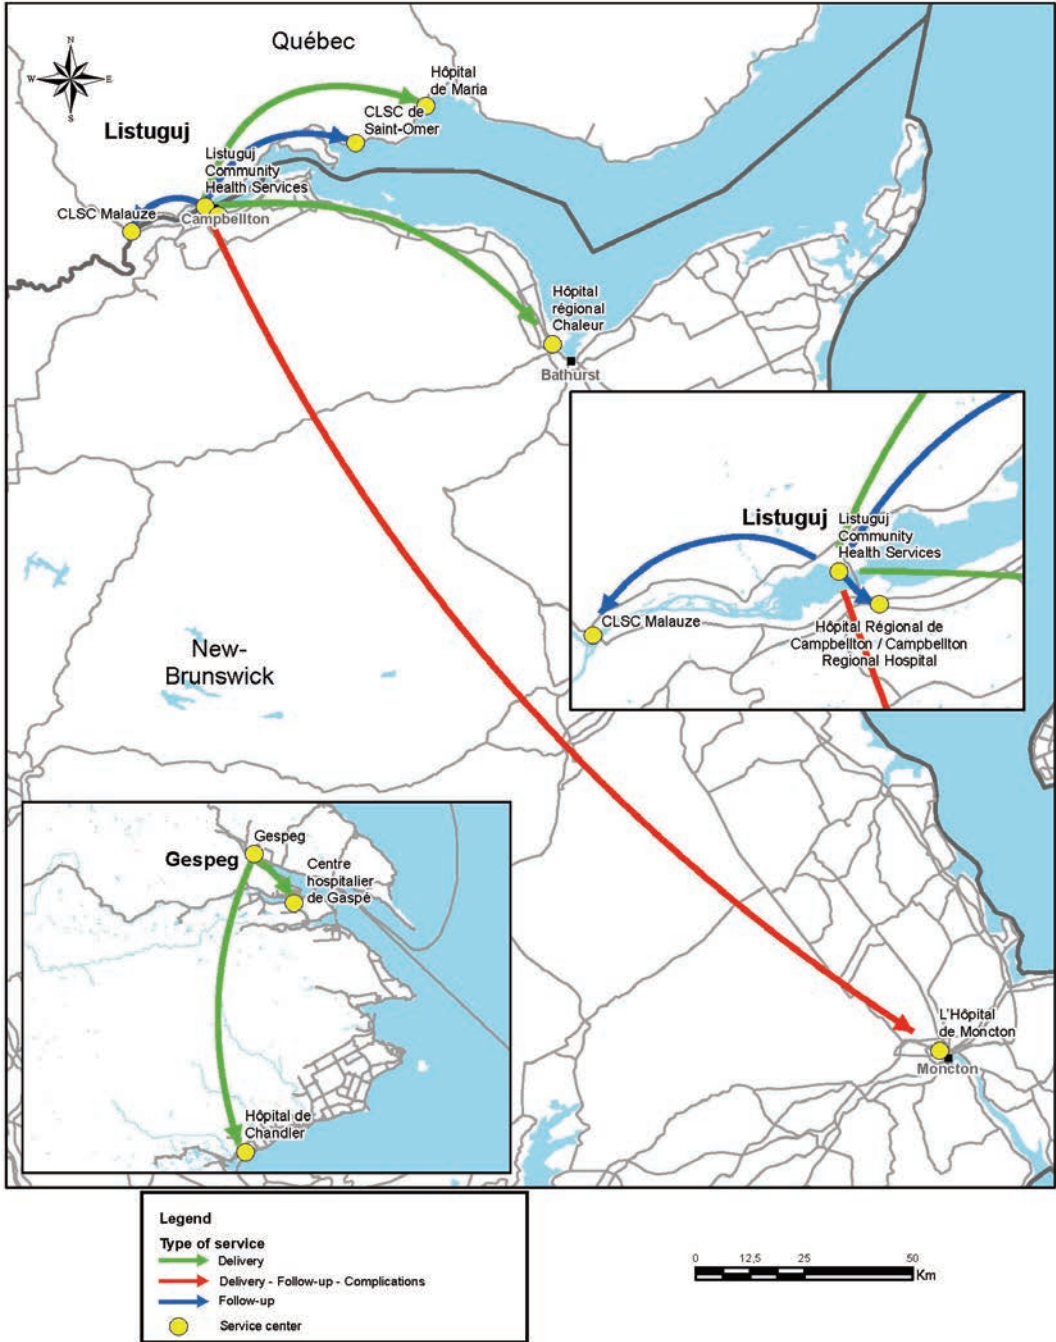 Québec
N
W
E
S
Hôpital
de Maria
CLSC de
Saint-Omer
Listuguj
Listuguj
Community
Health Services
CLSC Malauze
Campbellton
Hôpital
régional
Chaleur
Bathurst
Listuguj
Listuguj
Community
Health Services
CLSC Malauze
Hôpital Régional de
Campbellton / Campbellton
Regional Hospital
New-
Brunswick
Gespeg
Gespeg
Centre
hospitalier
de Gaspé
Hôpital de
Chandler
L'Hôpital
de Moncton
Moncton
Legend
Type of service
Delivery
Delivery - Follow-up - Complications
Follow-up
Service center
0 12,5 25 50
Km